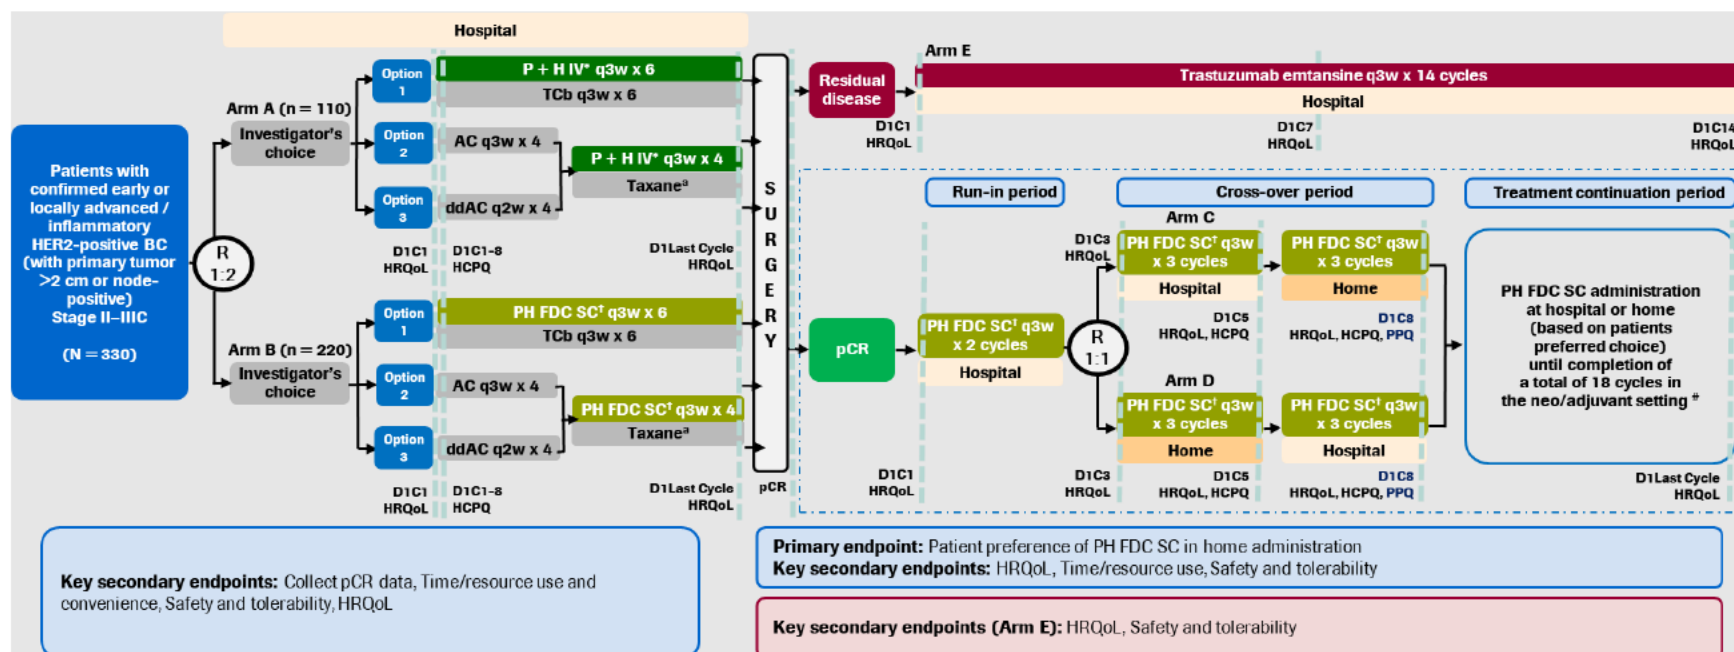 Hospital
Patients with
confirmed early or
locally advanced /
inflammatory
HER2-positive BC
(with primary tumor
>2 cm or node-
positive)
Stage II–IIIC
(N = 330)
R
1:2
Arm A (n = 110)
Investigator's
choice
Option
1
P + H IV* q3w x 6
TCb q3w x 6
Option
2
AC q3w x 4
P + H IV* q3w x 4
Taxaneᵃ
Option
3
ddAC q2w x 4
D1C1
HRQoL
D1C1–8
HCPQ
D1Last Cycle
HRQoL
Arm B (n = 220)
Investigator's
choice
Option
1
PH FDC SC† q3w x 6
TCb q3w x 6
Option
2
AC q3w x 4
PH FDC SC† q3w x 4
Taxaneᵃ
Option
3
ddAC q2w x 4
D1C1
HRQoL
D1C1–8
HCPQ
D1Last Cycle
HRQoL
SURGERY
pCR
Residual
disease
Arm E
Trastuzumab emtansine q3w x 14 cycles
Hospital
D1C1
HRQoL
D1C7
HRQoL
D1C14
HRQoL
pCR
Run-in period
PH FDC SC† q3w
x 2 cycles
Hospital
D1C1
HRQoL
R
1:1
Cross-over period
D1C3
HRQoL
Arm C
PH FDC SC† q3w
x 3 cycles
Hospital
D1C5
HRQoL, HCPQ
PH FDC SC† q3w
x 3 cycles
Home
D1C8
HRQoL, HCPQ, PPQ
Arm D
PH FDC SC† q3w
x 3 cycles
Home
D1C3
HRQoL
D1C5
HRQoL, HCPQ
PH FDC SC† q3w
x 3 cycles
Hospital
D1C8
HRQoL, HCPQ, PPQ
Treatment continuation period
PH FDC SC administration
at hospital or home
(based on patients
preferred choice)
until completion of
a total of 18 cycles in
the neo/adjuvant setting #
D1Last Cycle
HRQoL
Key secondary endpoints: Collect pCR data, Time/resource use and
convenience, Safety and tolerability, HRQoL
Primary endpoint: Patient preference of PH FDC SC in home administration
Key secondary endpoints: HRQoL, Time/resource use, Safety and tolerability
Key secondary endpoints (Arm E): HRQoL, Safety and tolerability